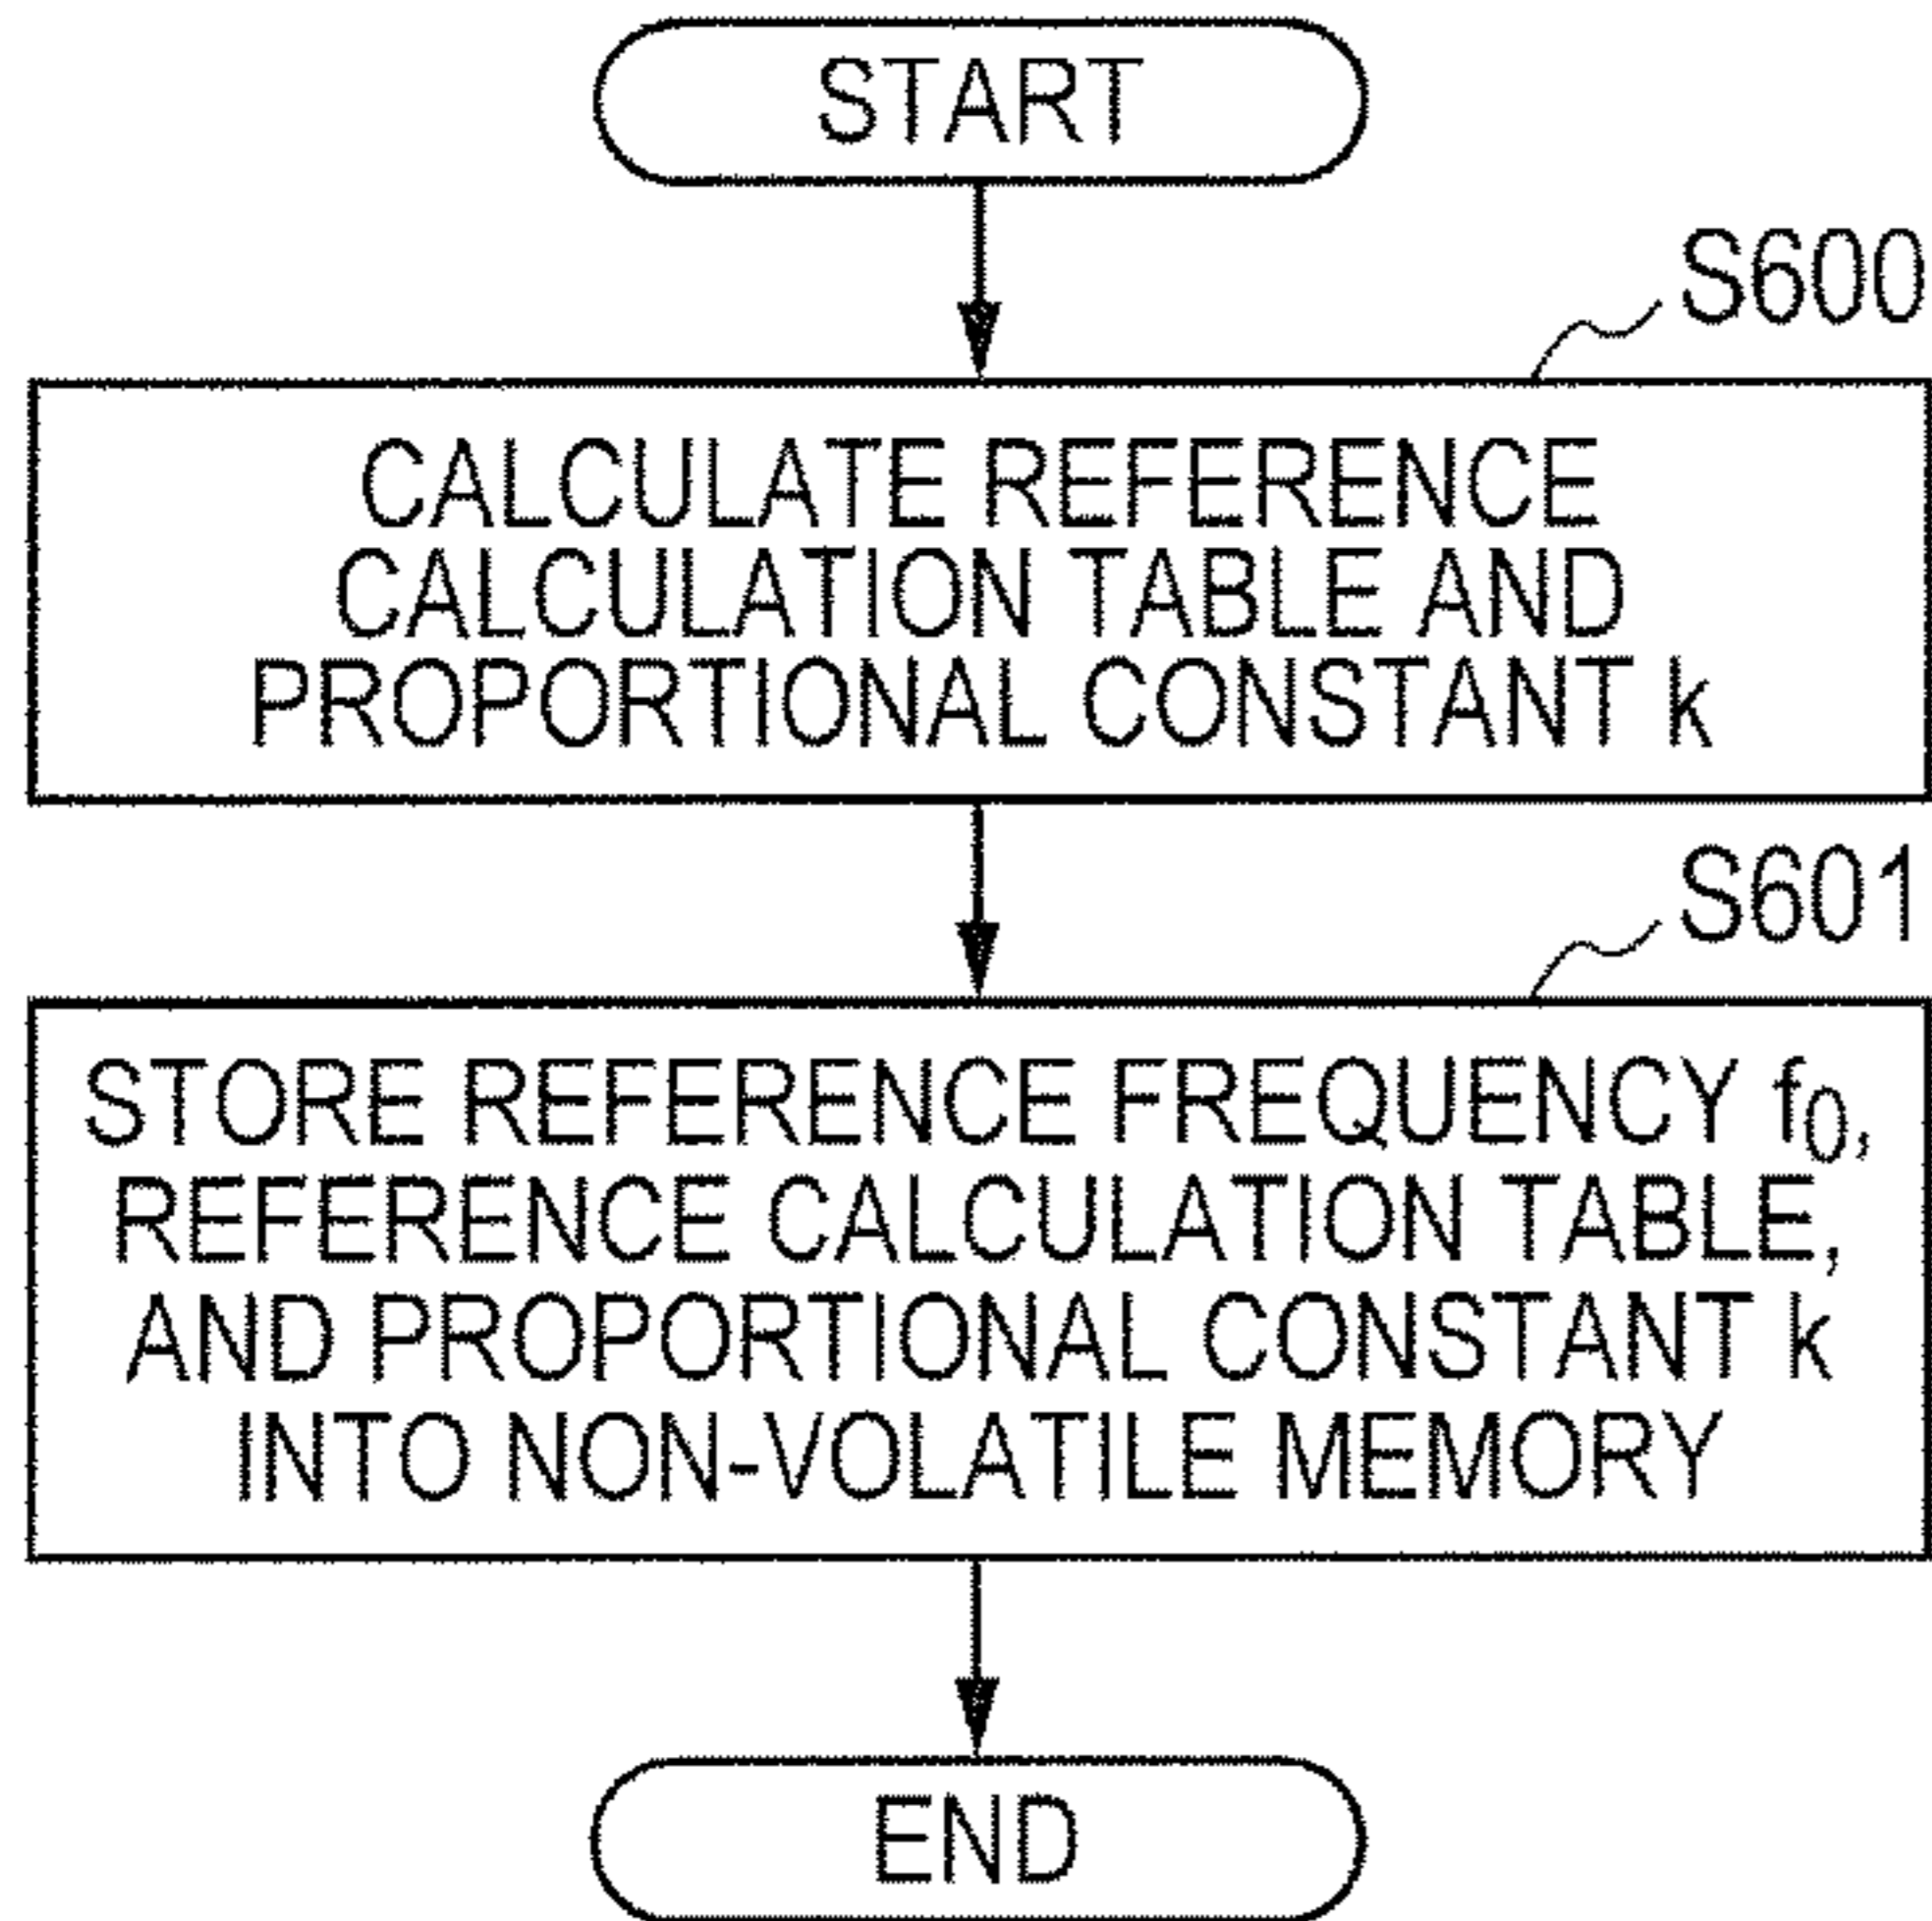 START
S600
CALCULATE REFERENCE
CALCULATION TABLE AND
PROPORTIONAL CONSTANT k
S601
STORE REFERENCE FREQUENCY f₀,
REFERENCE CALCULATION TABLE,
AND PROPORTIONAL CONSTANT k
INTO NON-VOLATILE MEMORY
END